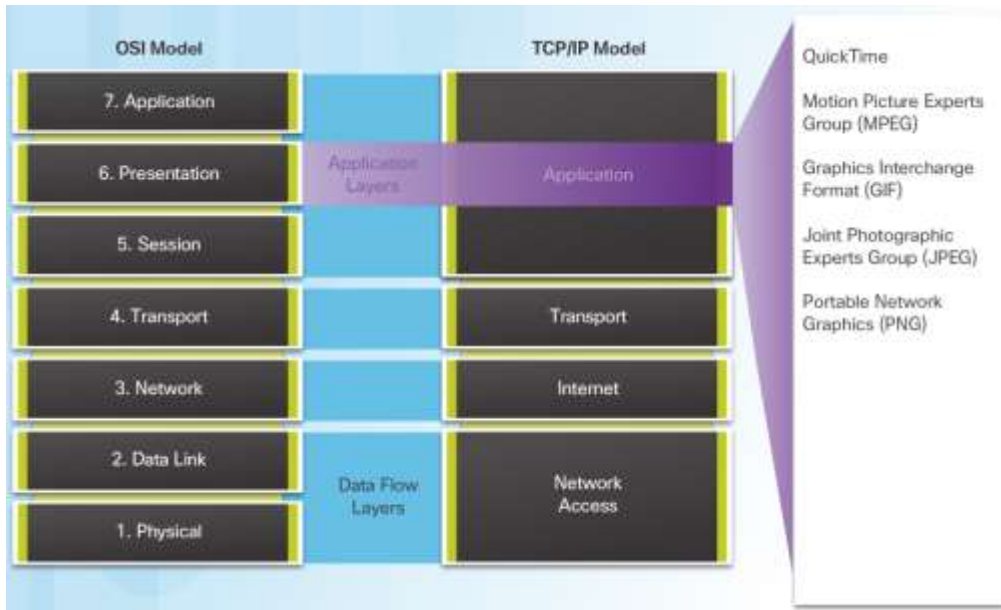 OSI Model
TCP/IP Model
7. Application
6. Presentation
5. Session
4. Transport
3. Network
2. Data Link
1. Physical
Application
Layers
Data Flow
Layers
Application
Transport
Internet
Network
Access
QuickTime
Motion Picture Experts
Group (MPEG)
Graphics Interchange
Format (GIF)
Joint Photographic
Experts Group (JPEG)
Portable Network
Graphics (PNG)